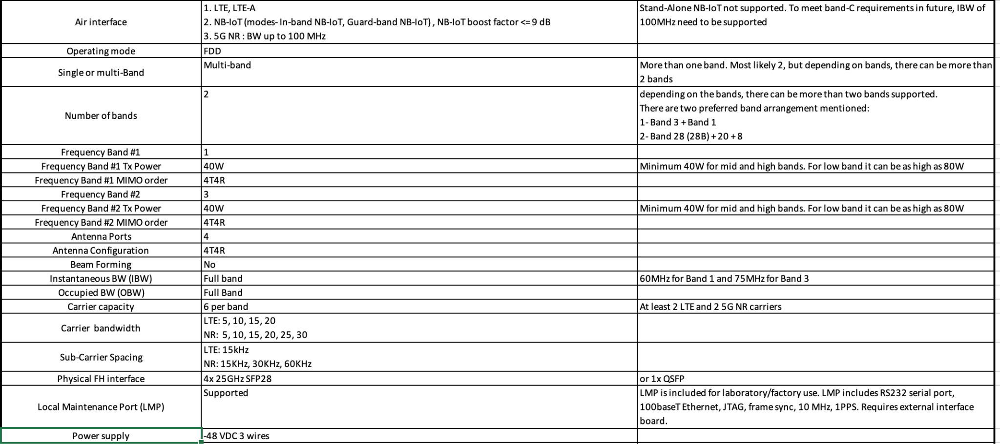 Air interface
1. LTE, LTE-A
2. NB-IoT (modes- In-band NB-IoT, Guard-band NB-IoT) , NB-IoT boost factor <= 9 dB
3. 5G NR : BW up to 100 MHz
Stand-Alone NB-IoT not supported. To meet band-C requirements in future, IBW of
100MHz need to be supported
Operating mode
FDD
Single or multi-Band
Multi-band
More than one band. Most likely 2, but depending on bands, there can be more than
2 bands
Number of bands
2
depending on the bands, there can be more than two bands supported.
There are two preferred band arrangement mentioned:
1- Band 3 + Band 1
2- Band 28 (28B) + 20 + 8
Frequency Band #1
1
Frequency Band #1 Tx Power
40W
Minimum 40W for mid and high bands. For low band it can be as high as 80W
Frequency Band #1 MIMO order
4T4R
Frequency Band #2
3
Frequency Band #2 Tx Power
40W
Minimum 40W for mid and high bands. For low band it can be as high as 80W
Frequency Band #2 MIMO order
4T4R
Antenna Ports
4
Antenna Configuration
4T4R
Beam Forming
No
Instantaneous BW (IBW)
Full band
60MHz for Band 1 and 75MHz for Band 3
Occupied BW (OBW)
Full Band
Carrier capacity
6 per band
At least 2 LTE and 2 5G NR carriers
Carrier bandwidth
LTE: 5, 10, 15, 20
NR: 5, 10, 15, 20, 25, 30
Sub-Carrier Spacing
LTE: 15kHz
NR: 15KHz, 30KHz, 60KHz
Physical FH interface
4x 25GHz SFP28
or 1x QSFP
Local Maintenance Port (LMP)
Supported
LMP is included for laboratory/factory use. LMP includes RS232 serial port,
100baseT Ethernet, JTAG, frame sync, 10 MHz, 1PPS. Requires external interface
board.
Power supply
-48 VDC 3 wires